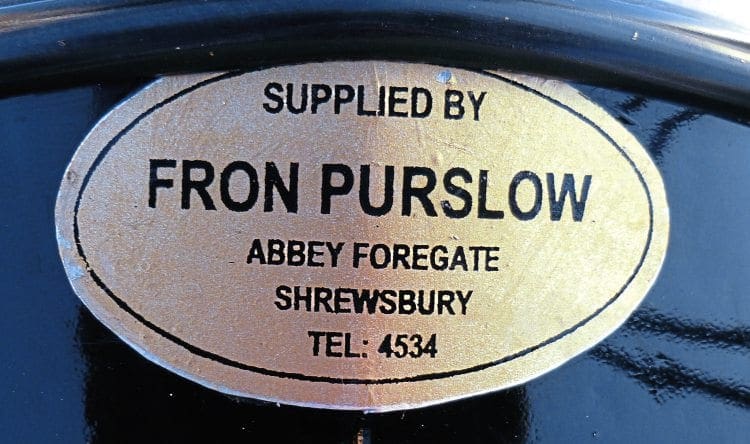 SUPPLIED BY
FRON PURSLOW
ABBEY FOREGATE
SHREWSBURY
TEL: 4534